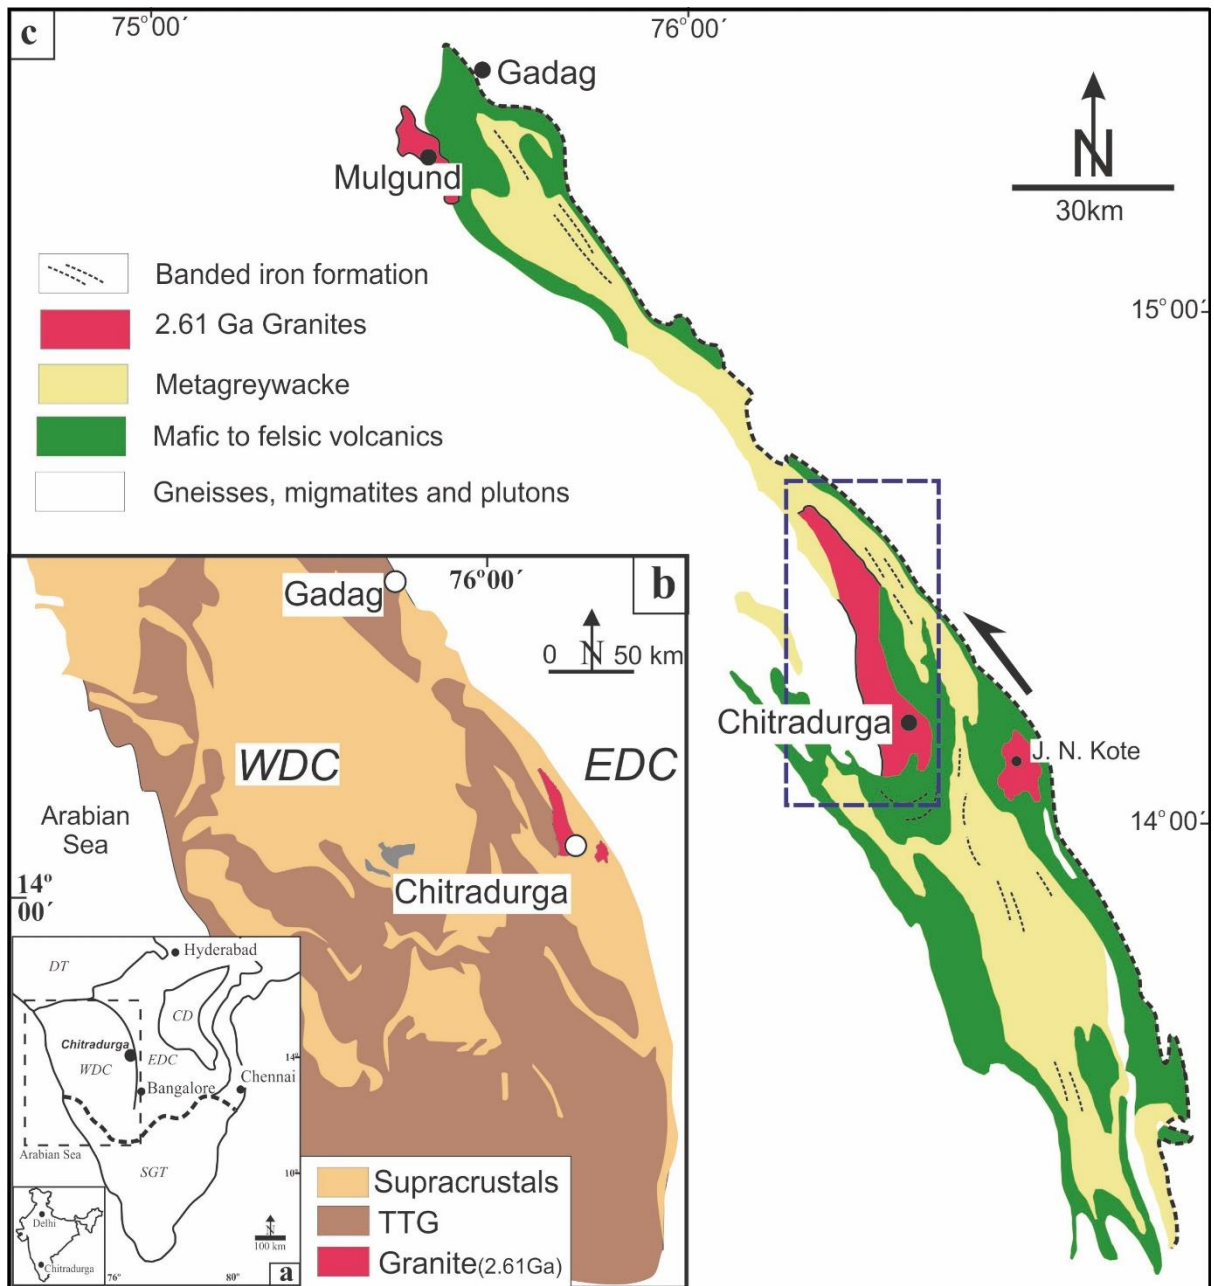 c
75°00´
76°00´
Gadag
N
30km
Mulgund
Banded iron formation
2.61 Ga Granites
Metagreywacke
Mafic to felsic volcanics
Gneisses, migmatites and plutons
15°00´
Chitradurga
J. N. Kote
14°00´
b
Gadag
76°00´
N
0 50 km
WDC
EDC
Arabian
Sea
14°
00´
Chitradurga
Supracrustals
TTG
Granite(2.61Ga)
Hyderabad
DT
CD
Chitradurga
WDC
EDC
14°
Bangalore
Chennai
Arabian Sea
SGT
10°
N
100 km
Delhi
Chitradurga
76°
80°
a